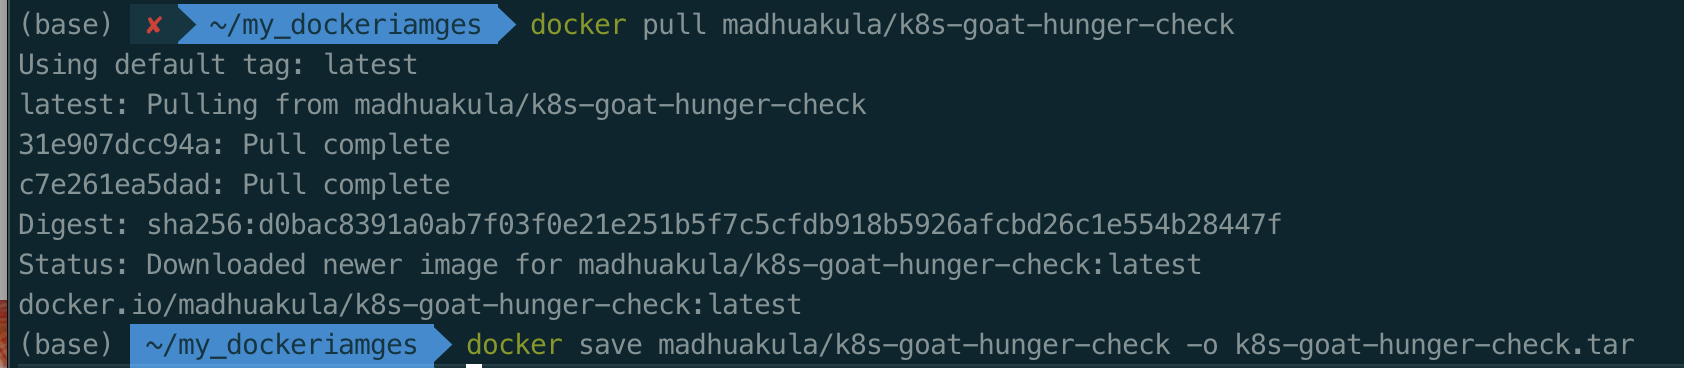 (base) ✘ ~/my_dockeriamges docker pull madhuakula/k8s-goat-hunger-check
Using default tag: latest
latest: Pulling from madhuakula/k8s-goat-hunger-check
31e907dcc94a: Pull complete
c7e261ea5dad: Pull complete
Digest: sha256:d0bac8391a0ab7f03f0e21e251b5f7c5cfdb918b5926afcbd26c1e554b28447f
Status: Downloaded newer image for madhuakula/k8s-goat-hunger-check:latest
docker.io/madhuakula/k8s-goat-hunger-check:latest
(base) ~/my_dockeriamges docker save madhuakula/k8s-goat-hunger-check -o k8s-goat-hunger-check.tar